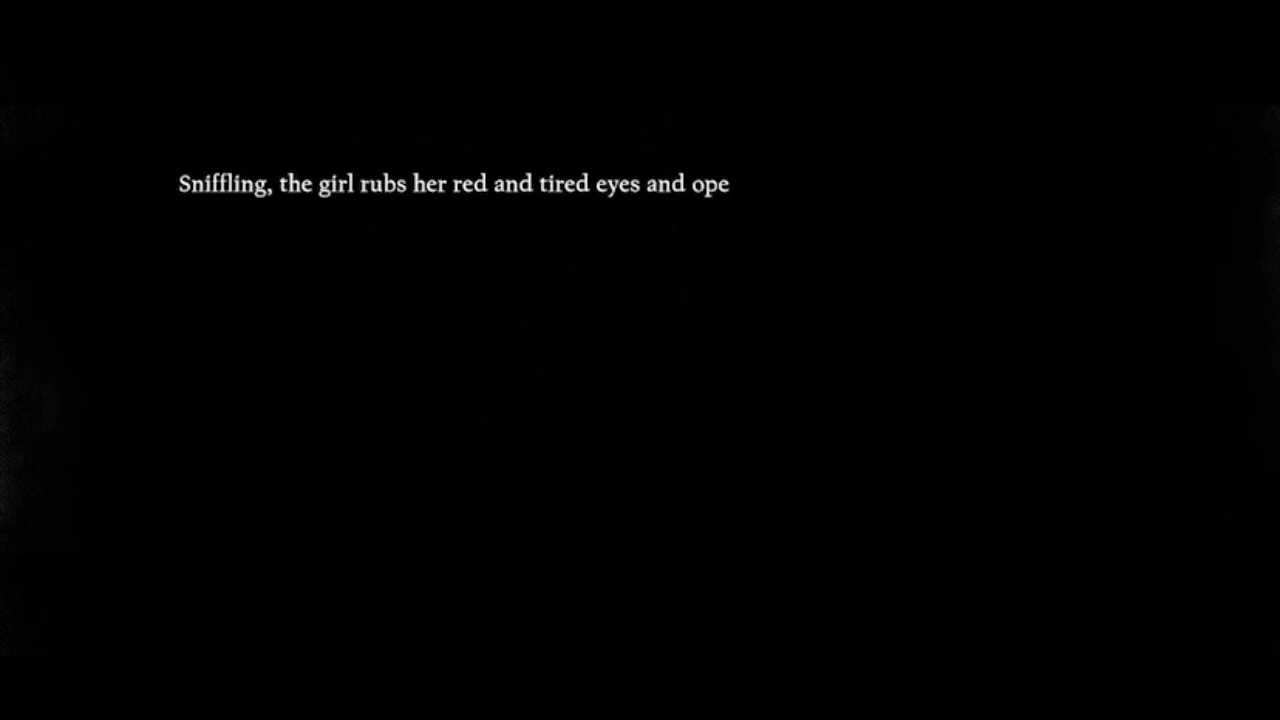 Sniffling, the girl rubs her red and tired eyes and ope